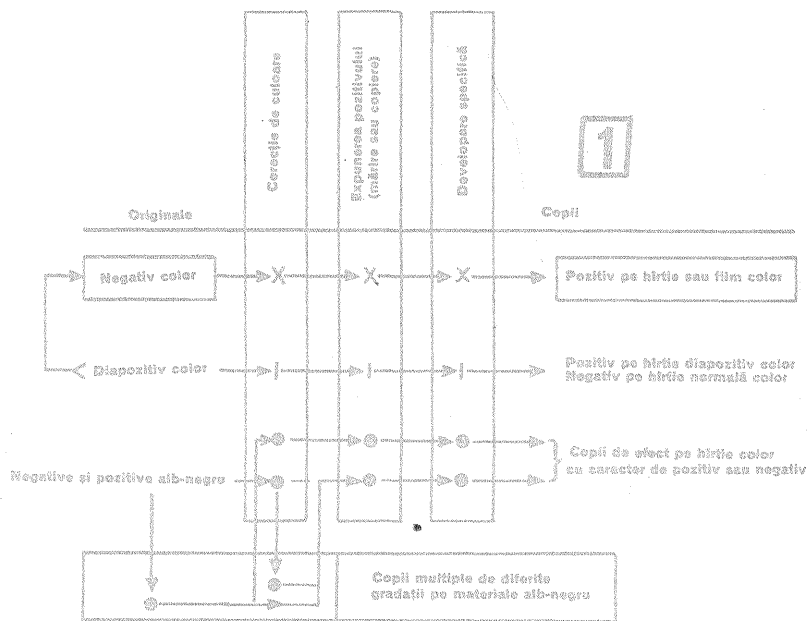 Corecție de culoare
Expunerea pozitivului
(mărire sau copiere)
Developare specifică
1
Originale
Copii
Negativ color
Pozitiv pe hîrtie sau film color
Diapozitiv color
Pozitiv pe hîrtie diapozitiv color
Negativ pe hîrtie normală color
Negative și pozitive alb-negru
Copii de efect pe hîrtie color
cu caracter de pozitiv sau negativ
Copii multiple de diferite
gradații pe materiale alb-negru